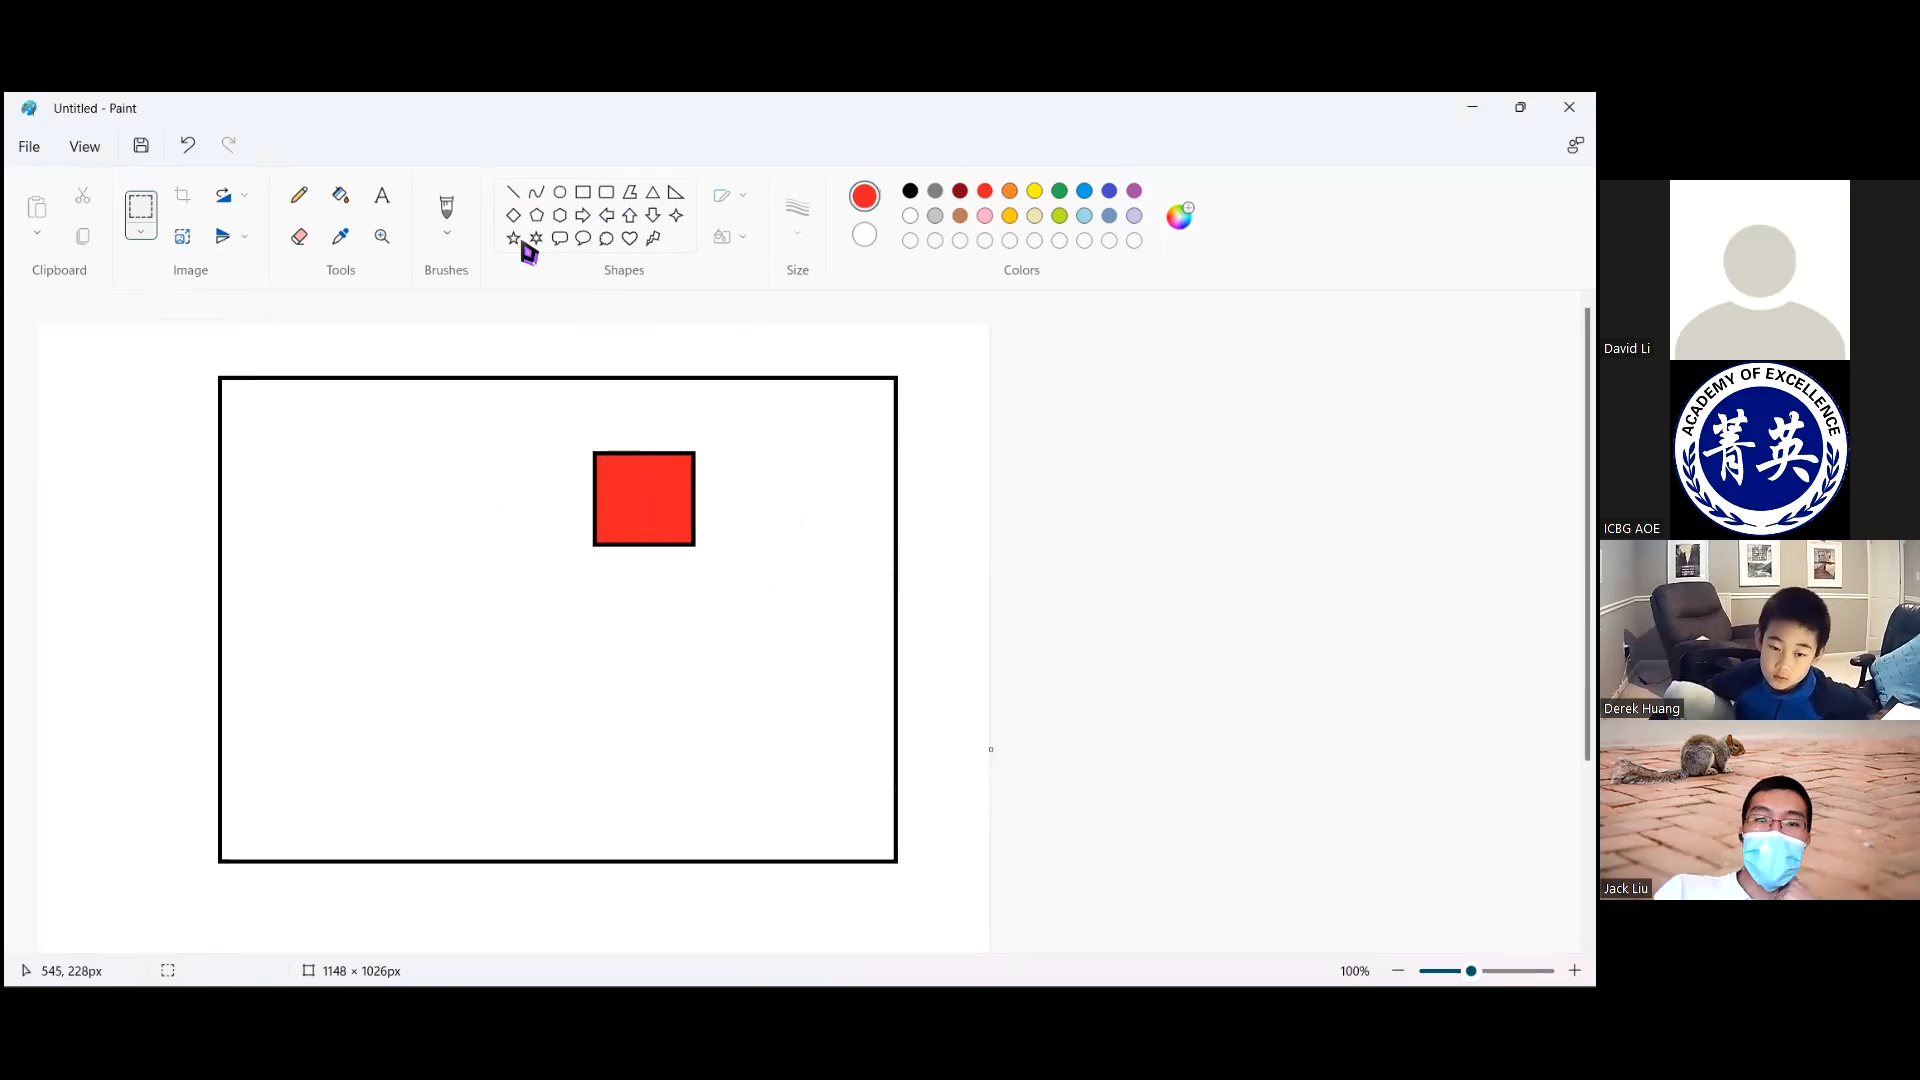 Untitled - Paint
File
View
Clipboard
Image
Tools
Brushes
Shapes
Size
Colors
A
545, 228px
1148 × 1026px
100%
David Li
ACADEMY OF EXCELLENCE
菁英
ICBG AOE
Derek Huang
Jack Liu